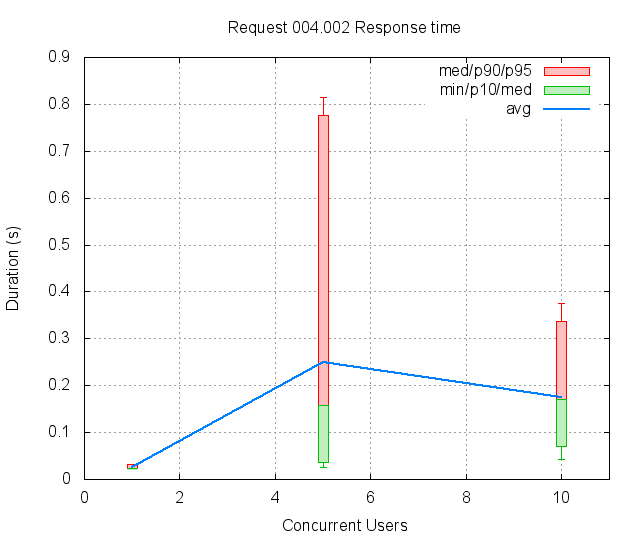 Request 004.002 Response time
med/p90/p95
min/p10/med
avg
Duration (s)
0.9
0.8
0.7
0.6
0.5
0.4
0.3
0.2
0.1
0
0 2 4 6 8 10
Concurrent Users